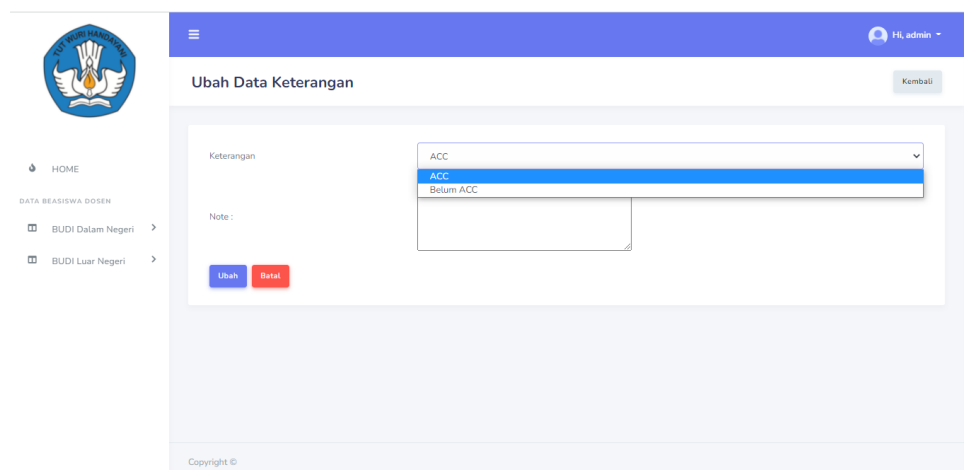 TUT WURI HANDAYANI
Hi, admin
Ubah Data Keterangan
Kembali
HOME
DATA BEASISWA DOSEN
BUDI Dalam Negeri
BUDI Luar Negeri
Keterangan
ACC
ACC
Belum ACC
Note :
Ubah
Batal
Copyright ©